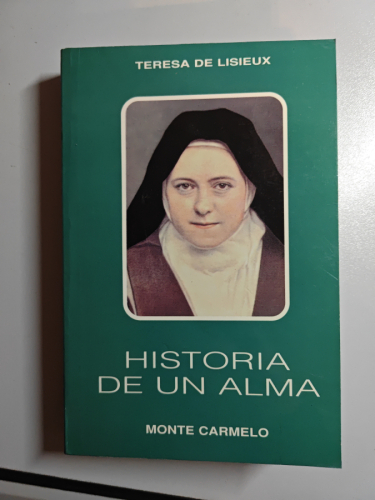 TERESA DE LISIEUX
HISTORIA
DE UN ALMA
MONTE CARMELO